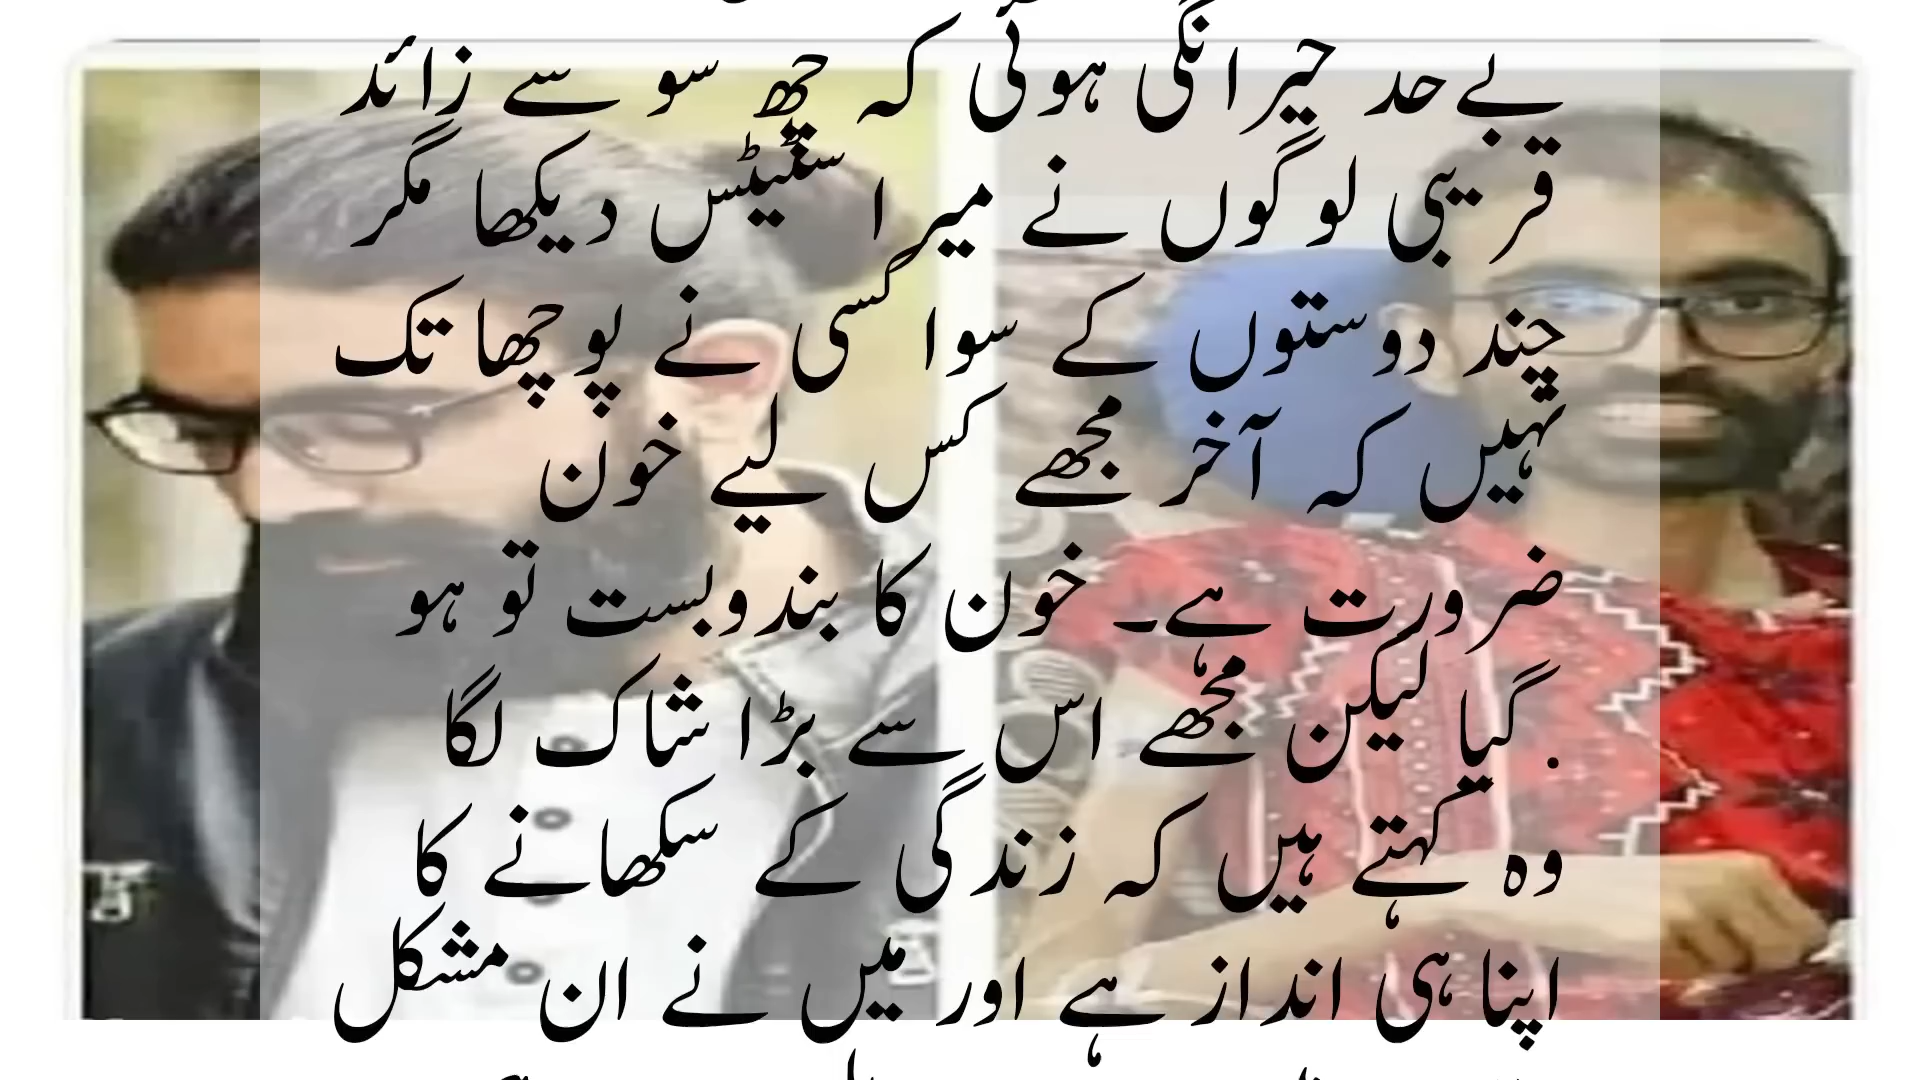 بےحد حیرانگی ہوئی کہ چھ سو سے زائد
قریبی لوگوں نے میرا سٹیٹس دیکھا مگر
چند دوستوں کے سوا کسی نے پوچھا تک
نہیں کہ آخر مجھے کس لیے خون
ضرورت ہے۔ خون کا بندوبست تو ہو
گیا لیکن مجھے اس سے بڑا شاک لگا.
وہ کہتے ہیں کہ زندگی کے سکھانے کا
اپنا ہی انداز ہے اور میں نے ان مشکل